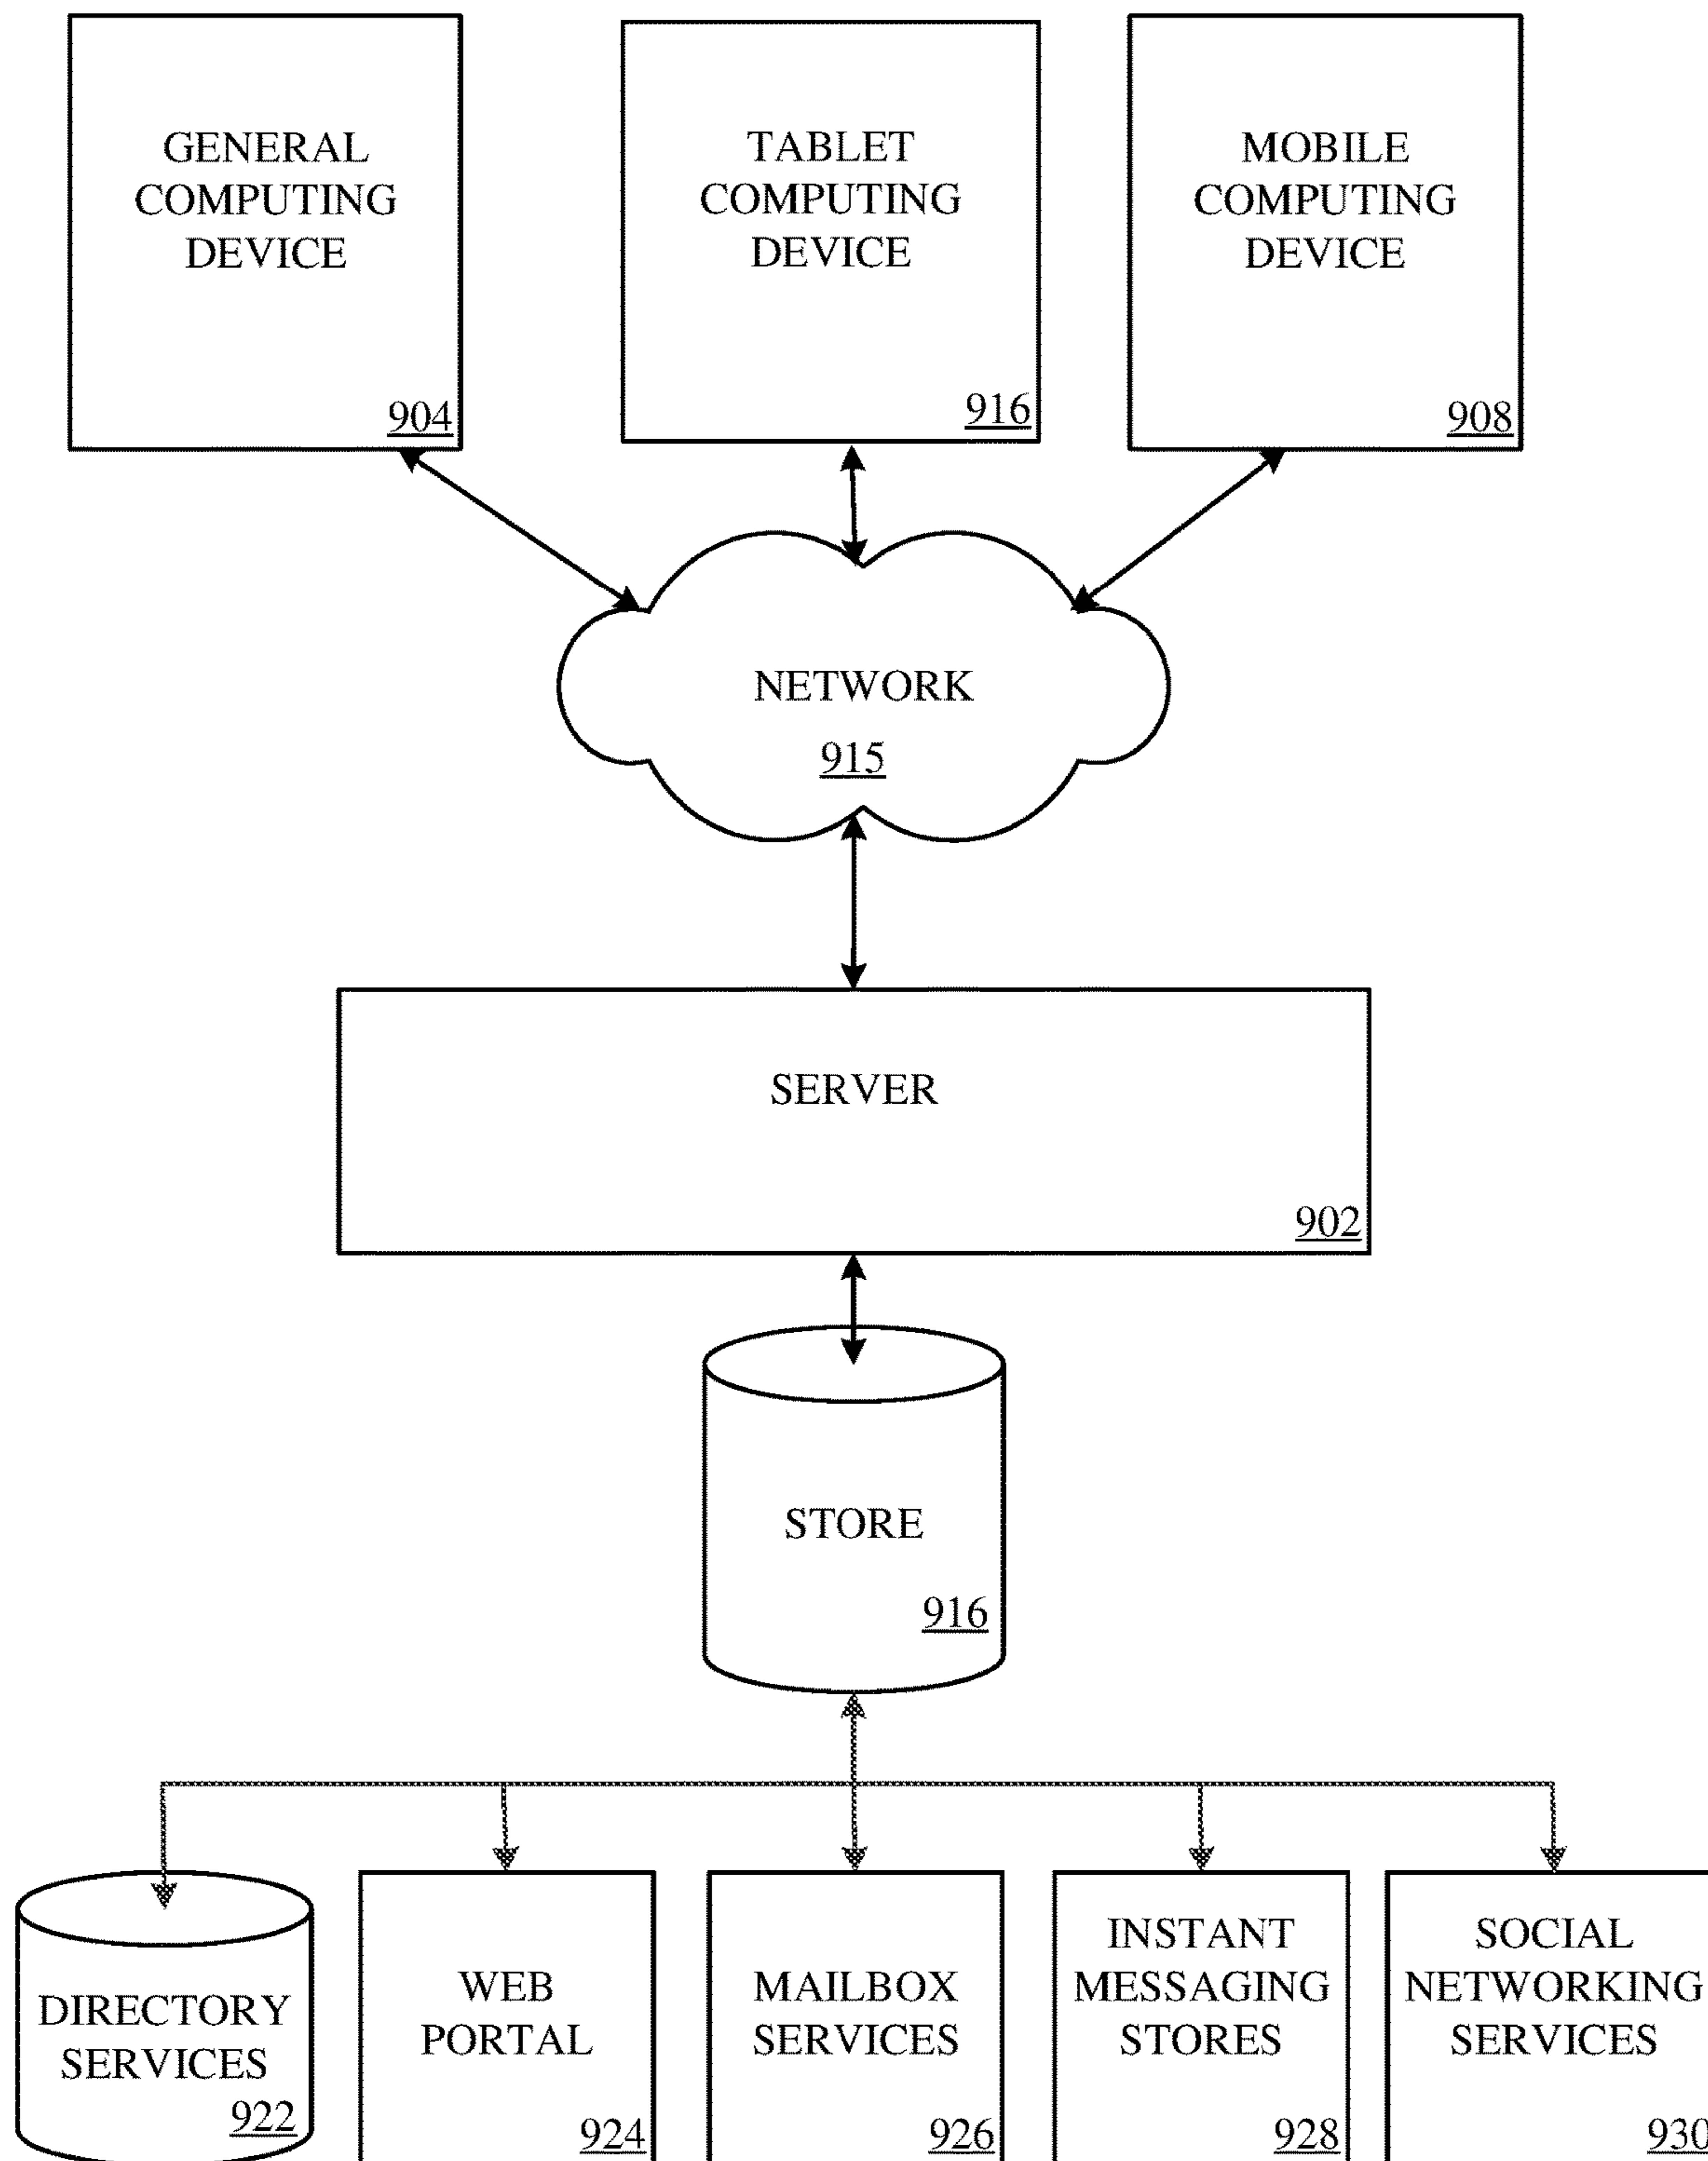 GENERAL
COMPUTING
DEVICE
904
TABLET
COMPUTING
DEVICE
916
MOBILE
COMPUTING
DEVICE
908
NETWORK
915
SERVER
902
STORE
916
DIRECTORY
SERVICES
922
WEB
PORTAL
924
MAILBOX
SERVICES
926
INSTANT
MESSAGING
STORES
928
SOCIAL
NETWORKING
SERVICES
930